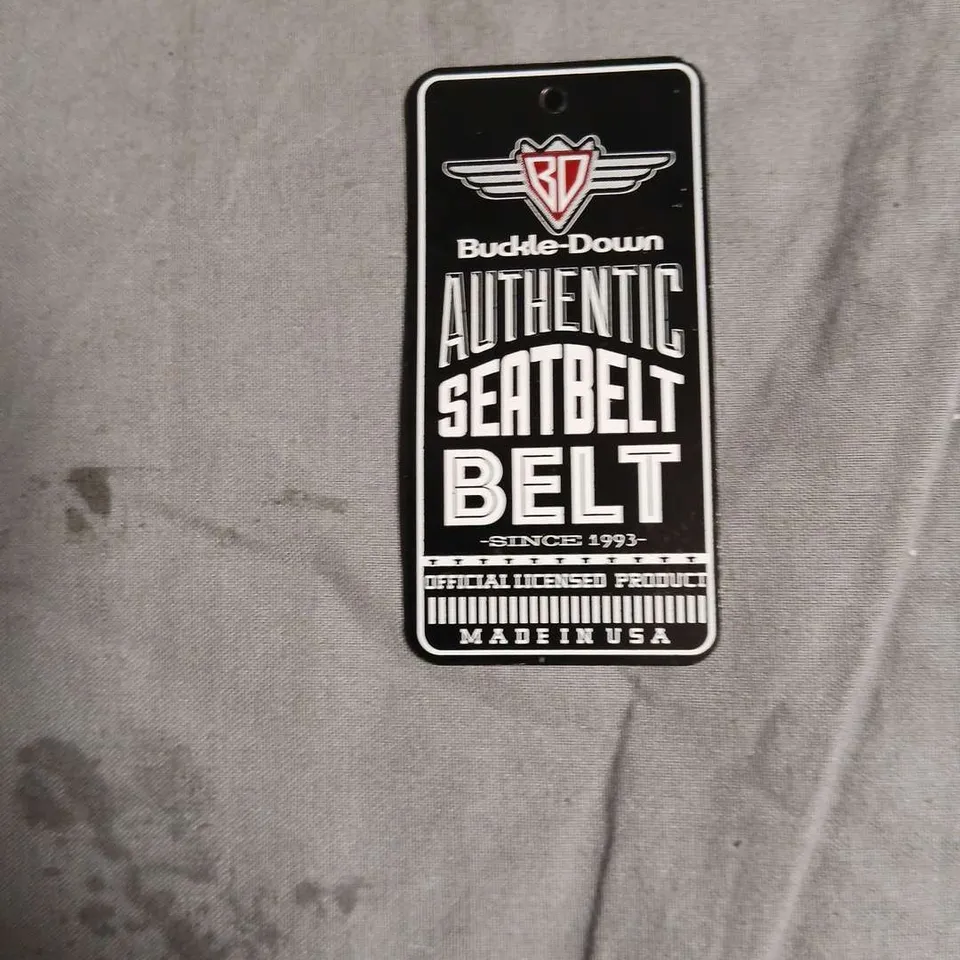 BD
Buckle-Down
AUTHENTIC
SEATBELT
BELT
-SINCE 1993-
OFFICIAL LICENSED PRODUCT
MADE IN USA